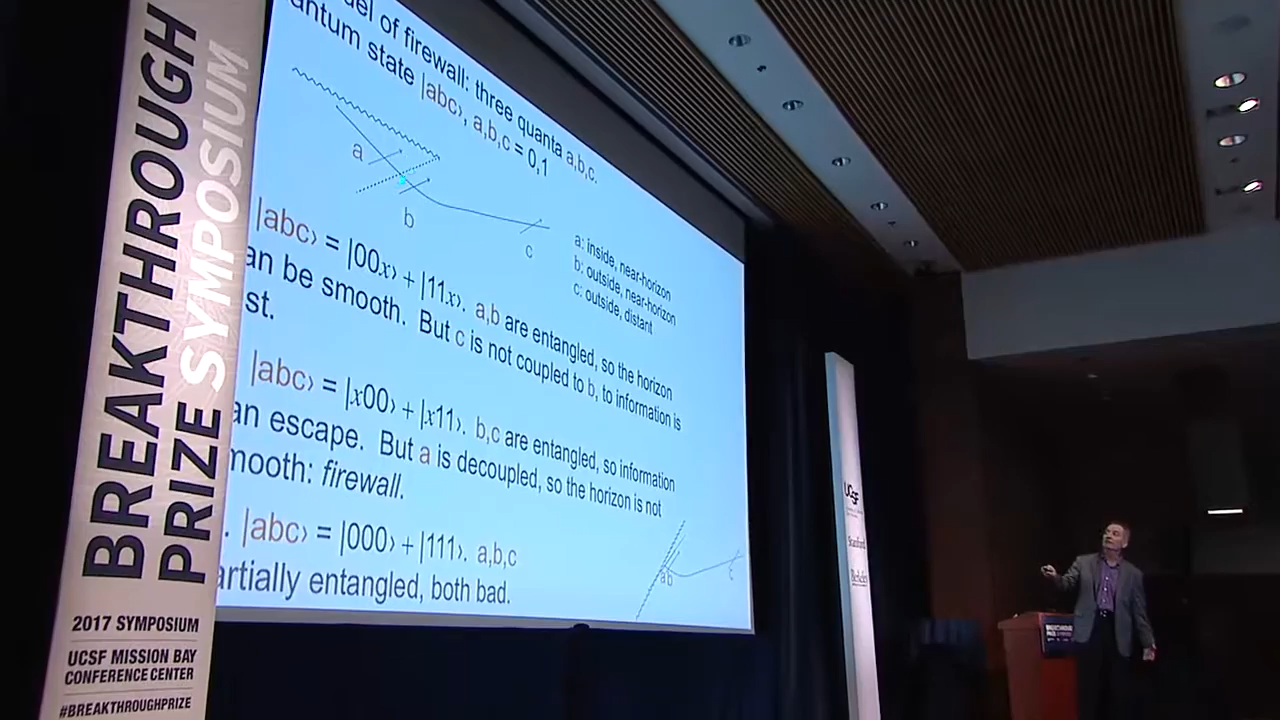 BREAKTHROUGH
PRIZE SYMPOSIUM
2017 SYMPOSIUM
UCSF MISSION BAY
CONFERENCE CENTER
#BREAKTHROUGHPRIZE
el of firewall: three quanta a,b,c.
antum state |abc›, a,b,c = 0,1
a
b
c
a: inside, near-horizon
b: outside, near-horizon
c: outside, distant
|abc› = |00x› + |11x›. a,b are entangled, so the horizon
an be smooth. But c is not coupled to b, to information is
st.
|abc› = |x00› + |x11›. b,c are entangled, so information
an escape. But a is decoupled, so the horizon is not
mooth: firewall.
. |abc› = |000› + |111›. a,b,c
artially entangled, both bad.
a b
c
UCSF
Stanford
Berkeley